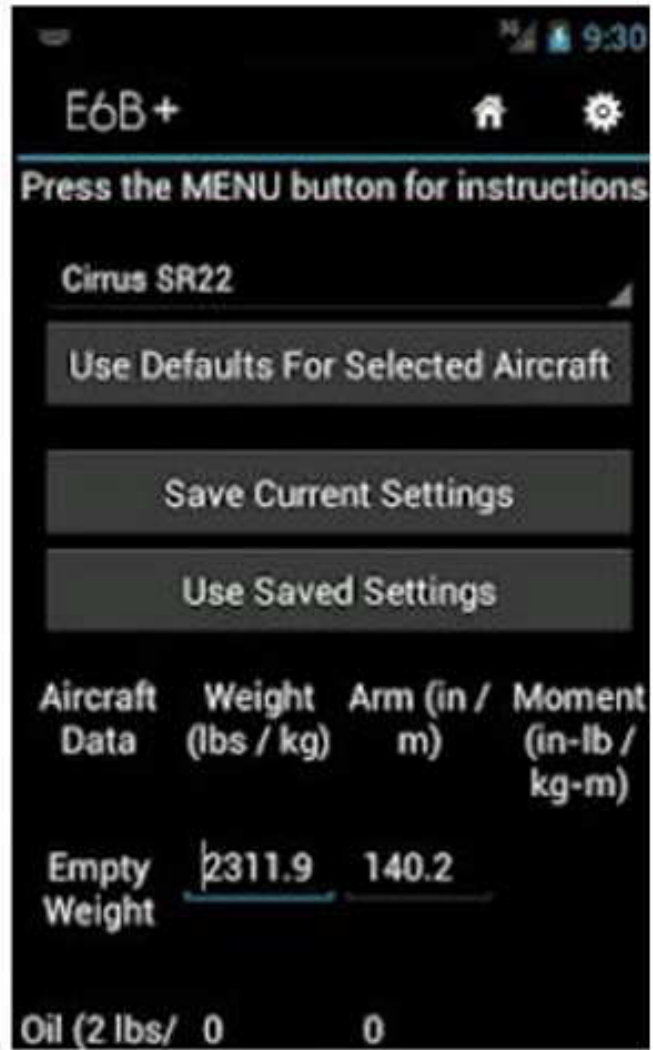 3G 9:30
E6B+
Press the MENU button for instructions
Cirrus SR22
Use Defaults For Selected Aircraft
Save Current Settings
Use Saved Settings
Aircraft Weight Arm (in / Moment
Data (lbs / kg) m) (in-lb /
kg-m)
Empty 2311.9 140.2
Weight
Oil (2 lbs/ 0 0